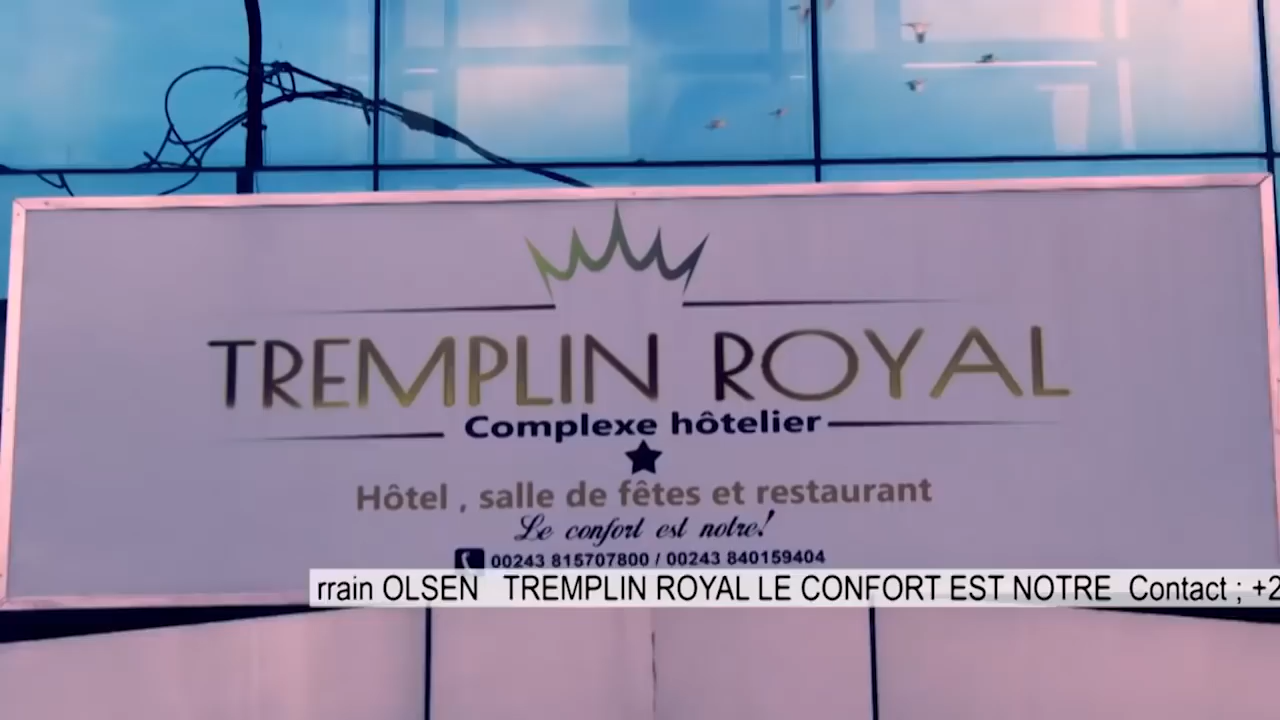 TREMPLIN ROYAL
Complexe hôtelier
Hôtel , salle de fêtes et restaurant
Le confort est notre!
00243 815707800 / 00243 840159404
rrain OLSEN TREMPLIN ROYAL LE CONFORT EST NOTRE Contact ; +2